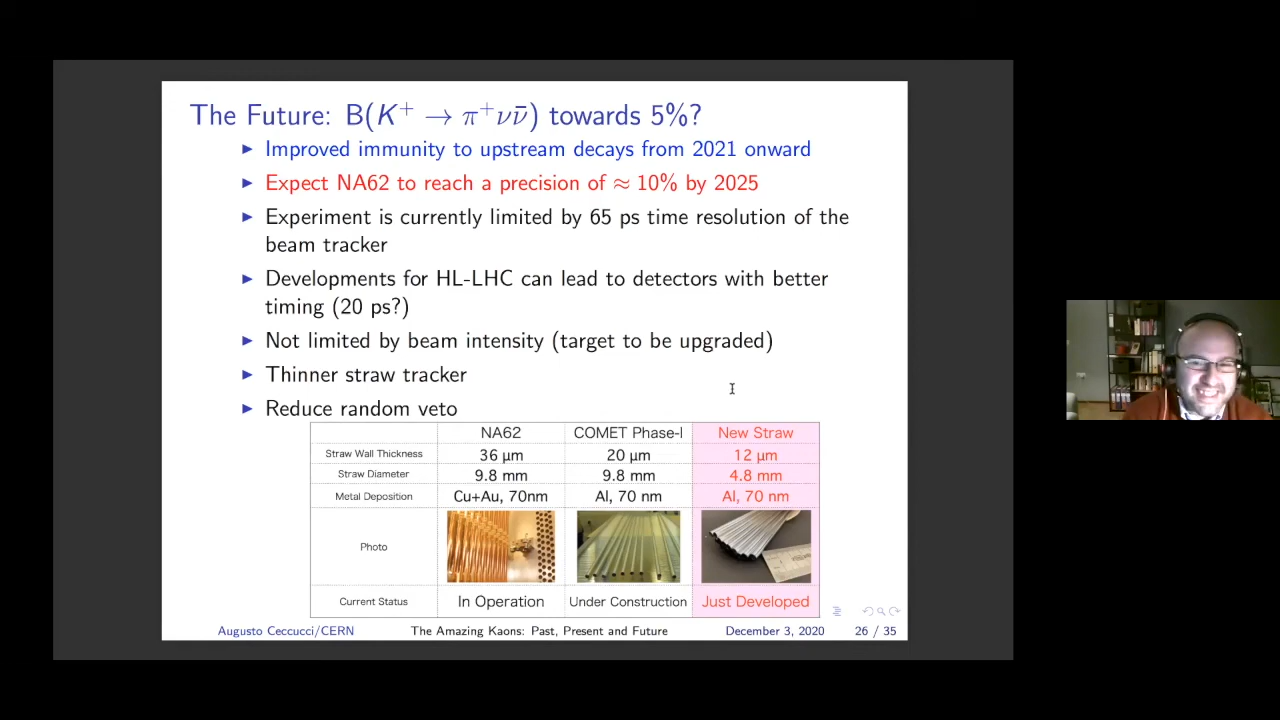 The Future: B(K⁺ → π⁺νν̄) towards 5%?
▶ Improved immunity to upstream decays from 2021 onward
▶ Expect NA62 to reach a precision of ≈ 10% by 2025
▶ Experiment is currently limited by 65 ps time resolution of the
beam tracker
▶ Developments for HL-LHC can lead to detectors with better
timing (20 ps?)
▶ Not limited by beam intensity (target to be upgraded)
▶ Thinner straw tracker
▶ Reduce random veto
NA62 COMET Phase-I New Straw
Straw Wall Thickness 36 μm 20 μm 12 μm
Straw Diameter 9.8 mm 9.8 mm 4.8 mm
Metal Deposition Cu+Au, 70nm Al, 70 nm Al, 70 nm
Photo
Current Status In Operation Under Construction Just Developed
Augusto Ceccucci/CERN The Amazing Kaons: Past, Present and Future December 3, 2020 26 / 35